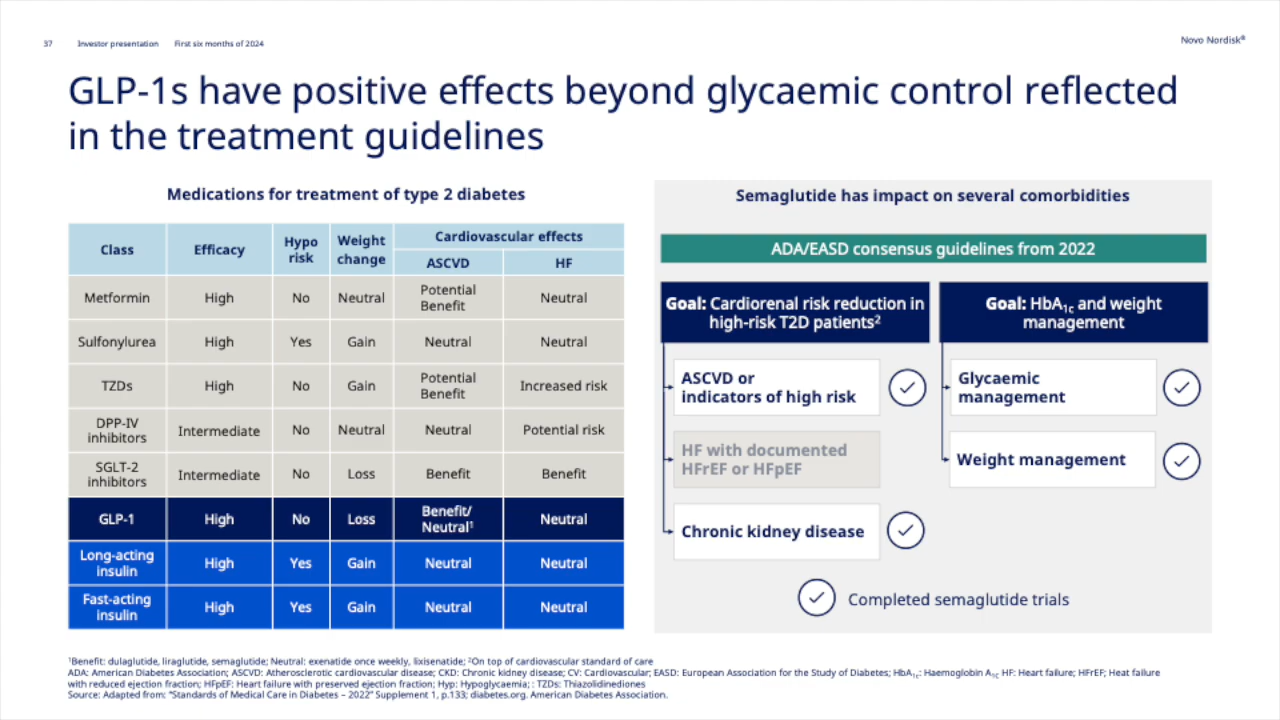 37 Investor presentation First six months of 2024
Novo Nordisk®
GLP-1s have positive effects beyond glycaemic control reflected
in the treatment guidelines
Medications for treatment of type 2 diabetes
Class Efficacy Hypo risk Weight change Cardiovascular effects
ASCVD HF
Metformin High No Neutral Potential Benefit Neutral
Sulfonylurea High Yes Gain Neutral Neutral
TZDs High No Gain Potential Benefit Increased risk
DPP-IV inhibitors Intermediate No Neutral Neutral Potential risk
SGLT-2 inhibitors Intermediate No Loss Benefit Benefit
GLP-1 High No Loss Benefit/ Neutral¹ Neutral
Long-acting insulin High Yes Gain Neutral Neutral
Fast-acting insulin High Yes Gain Neutral Neutral
Semaglutide has impact on several comorbidities
ADA/EASD consensus guidelines from 2022
Goal: Cardiorenal risk reduction in
high-risk T2D patients²
ASCVD or
indicators of high risk
HF with documented
HFrEF or HFpEF
Chronic kidney disease
Goal: HbA₁c and weight
management
Glycaemic
management
Weight management
Completed semaglutide trials
¹Benefit: dulaglutide, liraglutide, semaglutide; Neutral: exenatide once weekly, lixisenatide; ²On top of cardiovascular standard of care
ADA: American Diabetes Association; ASCVD: Atherosclerotic cardiovascular disease; CKD: Chronic kidney disease; CV: Cardiovascular; EASD: European Association for the Study of Diabetes; HbA₁c: Haemoglobin A₁c HF: Heart failure; HFrEF; Heat failure
with reduced ejection fraction; HFpEF: Heart failure with preserved ejection fraction; Hyp: Hypoglycaemia; : TZDs: Thiazolidinediones
Source: Adapted from: “Standards of Medical Care in Diabetes – 2022” Supplement 1, p.133; diabetes.org. American Diabetes Association.